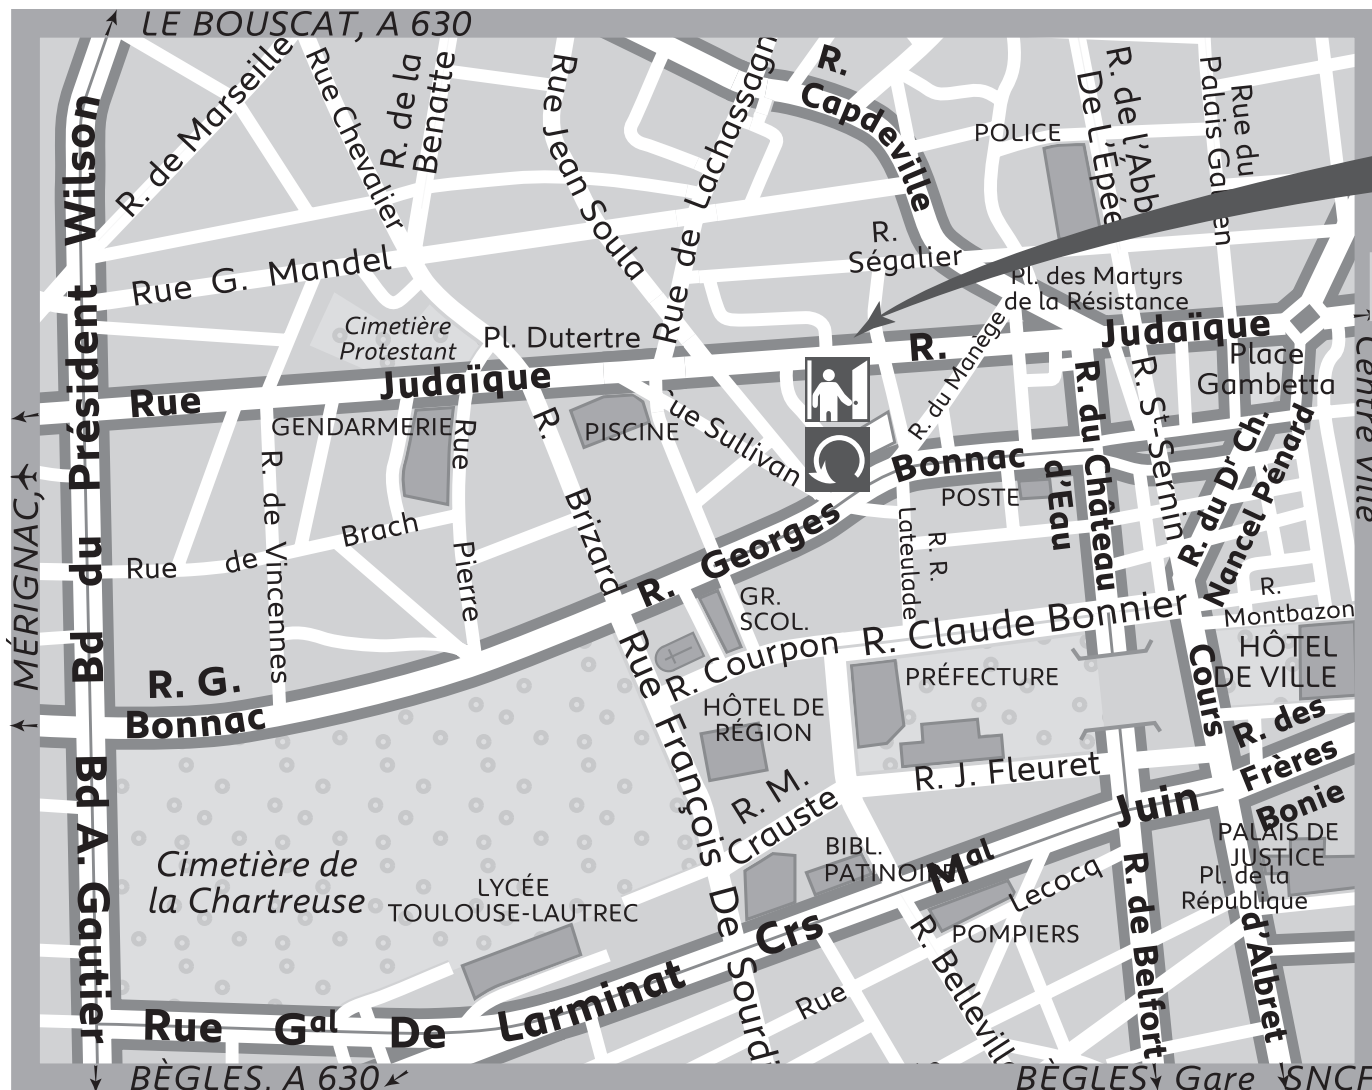 LE BOUSCAT, A 630
R. de Marseille
Rue Chevalier
R. de la
Benatte
Rue Jean Soula
Rue de Lachassagn
R.
Capdeville
POLICE
R. de l'Abb
De L'Épée
Rue du
Palais Ga en
Bd du Président Wilson
Rue G. Mandel
R.
Ségalier
Pl. des Martyrs
de la Résistance
Cimetière
Protestant
Pl. Dutertre
Rue
Judaïque
R.
Judaïque
Place
Gambetta
Centre Ville
R. du Manège
GENDARMERIE
PISCINE
ue Sullivan
Bonnac
POSTE
R. du Château
d'Eau
R. St-Sernin
R. du Dr Ch.
Nancel Pénard
Rue
Pierre
R. Brizard
R. de Vincennes
Rue de Brach
MÉRIGNAC,
R. Georges
Lateulade
R.
R.
GR.
SCOL.
R. Courpon
R. Claude Bonnier
R.
Montbazon
HÔTEL
DE VILLE
PRÉFECTURE
R. G.
Bonnac
HÔTEL DE
RÉGION
Cours
d'Albret
R. des
Frères
Bonie
Rue François De Sourdi
R. M.
Crauste
R. J. Fleuret
Bd A. Gautier
Cimetière de
la Chartreuse
LYCÉE
TOULOUSE-LAUTREC
BIBL.
PATINOIRE
Crs Mal Juin
Lecocq
POMPIERS
PALAIS DE
JUSTICE
Pl. de la
République
R. de Belfort
R. Bellevill
Rue
Rue Gal De Larminat
BÈGLES, A 630
BÈGLES
Gare SNCF